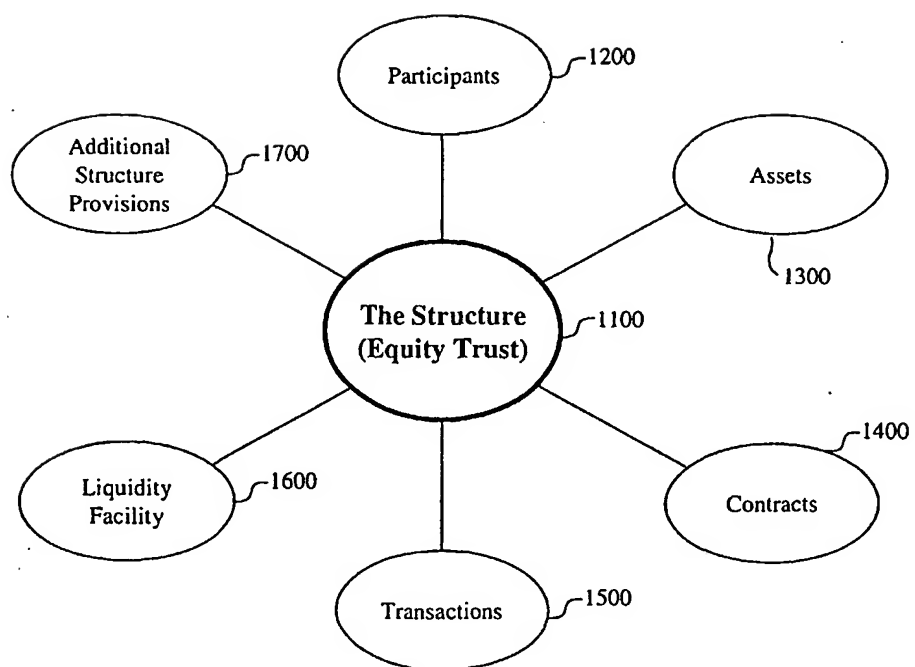 Participants
1200
Additional
Structure
Provisions
1700
Assets
1300
The Structure
(Equity Trust)
1100
1400
Contracts
Liquidity
Facility
1600
Transactions
1500